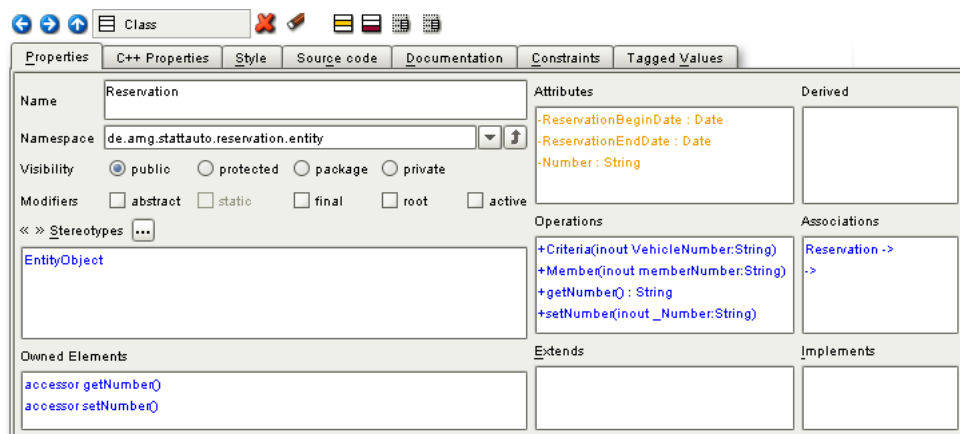 Class
Properties
C++ Properties
Style
Source code
Documentation
Constraints
Tagged Values
Name
Reservation
Namespace
de.amg.stattauto.reservation.entity
Visibility
public
protected
package
private
Modifiers
abstract
static
final
root
active
« » Stereotypes ...
EntityObject
Owned Elements
accessor getNumber()
accessor setNumber()
Attributes
-ReservationBeginDate : Date
-ReservationEndDate : Date
-Number : String
Operations
+Criteria(inout VehicleNumber:String)
+Member(inout memberNumber:String)
+getNumber() : String
+setNumber(inout _Number:String)
Extends
Derived
Associations
Reservation ->
->
Implements